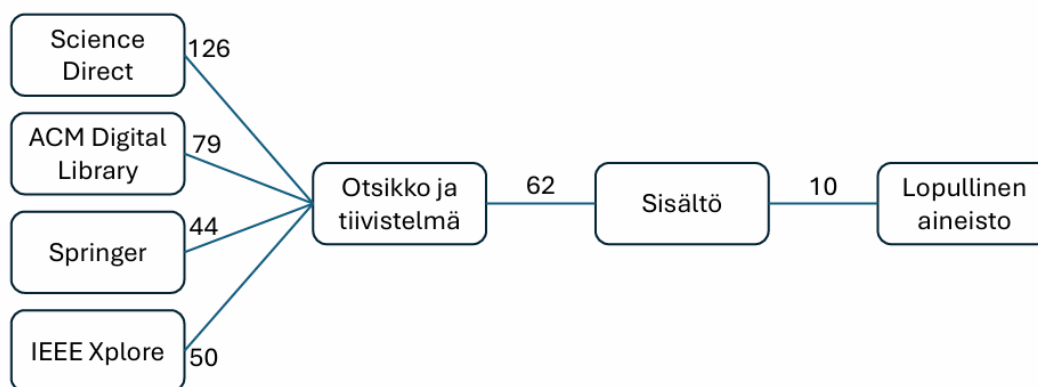 Science
Direct
126
ACM Digital
Library
79
Springer
44
IEEE Xplore
50
Otsikko ja
tiivistelmä
62
Sisältö
10
Lopullinen
aineisto